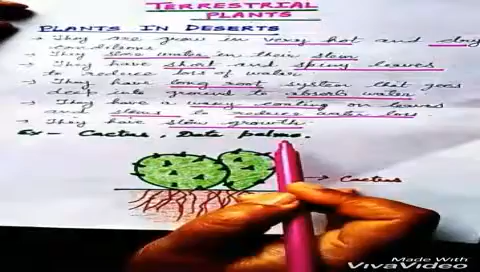 TERRESTRIAL
PLANTS
PLANTS IN DESERTS
→ They are grow in very hot and dry
conditions.
→ They store water in their stem
→ They have short and spiny leaves
to reduce loss of water
→ They have long root system that goes
deep into ground to absorbs water
→ They have a waxy coating on leaves
and stems to reduce water loss
→ They have slow growth.
Ex - Cactus, Date palms.
→ Cactus
Made With
VivaVideo